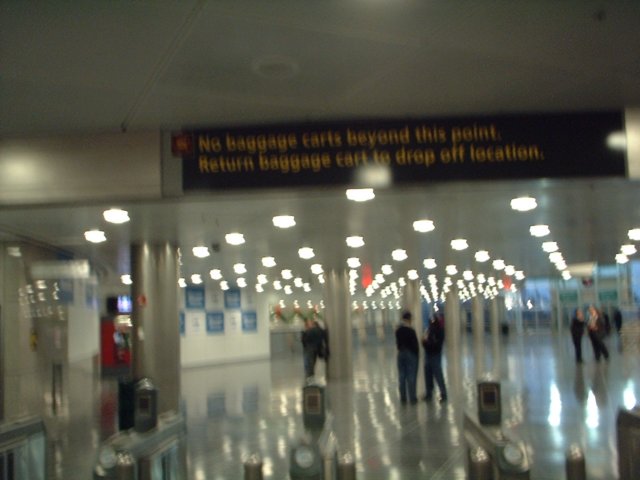 No baggage carts beyond this point.
Return baggage cart to drop off location.